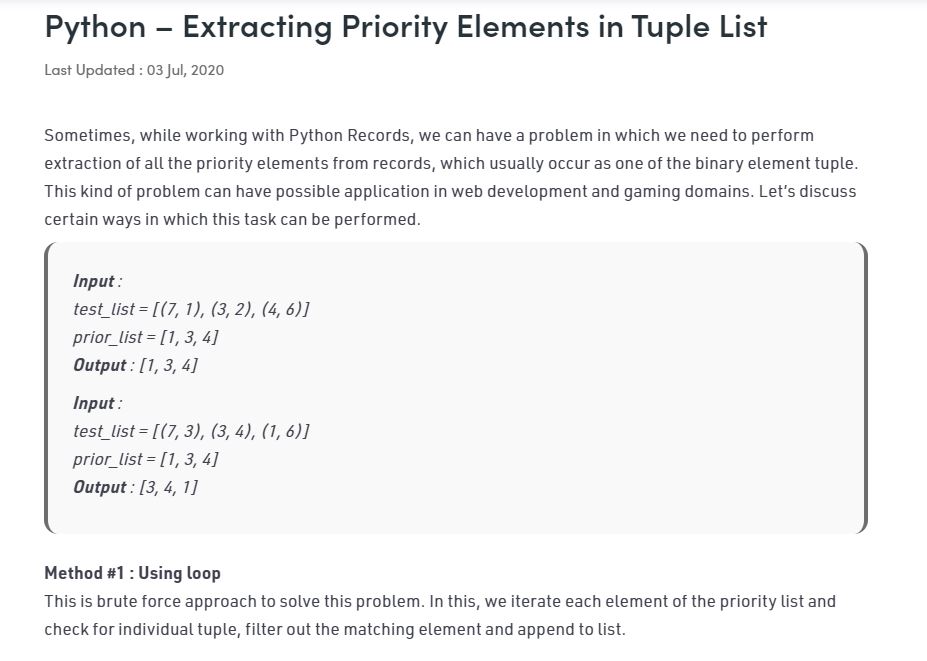 Python – Extracting Priority Elements in Tuple List
Last Updated : 03 Jul, 2020
Sometimes, while working with Python Records, we can have a problem in which we need to perform
extraction of all the priority elements from records, which usually occur as one of the binary element tuple.
This kind of problem can have possible application in web development and gaming domains. Let’s discuss
certain ways in which this task can be performed.
Input :
test_list = [(7, 1), (3, 2), (4, 6)]
prior_list = [1, 3, 4]
Output : [1, 3, 4]
Input :
test_list = [(7, 3), (3, 4), (1, 6)]
prior_list = [1, 3, 4]
Output : [3, 4, 1]
Method #1 : Using loop
This is brute force approach to solve this problem. In this, we iterate each element of the priority list and
check for individual tuple, filter out the matching element and append to list.